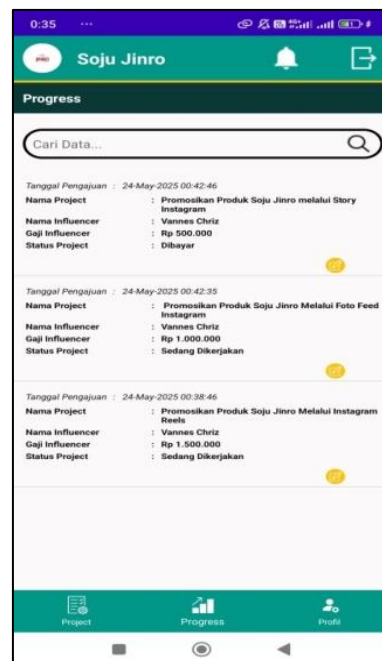 0:35 ...
Soju Jinro
Progress
Cari Data...
Tanggal Pengajuan : 24-May-2025 00:42:46
Nama Project : Promosikan Produk Soju Jinro melalui Story
Instagram
Nama Influencer : Vannes Chriz
Gaji Influencer : Rp 500.000
Status Project : Dibayar
Tanggal Pengajuan : 24-May-2025 00:42:35
Nama Project : Promosikan Produk Soju Jinro Melalui Foto Feed
Instagram
Nama Influencer : Vannes Chriz
Gaji Influencer : Rp 1.000.000
Status Project : Sedang Dikerjakan
Tanggal Pengajuan : 24-May-2025 00:38:46
Nama Project : Promosikan Produk Soju Jinro Melalui Instagram
Reels
Nama Influencer : Vannes Chriz
Gaji Influencer : Rp 1.500.000
Status Project : Sedang Dikerjakan
Project Progress Profil